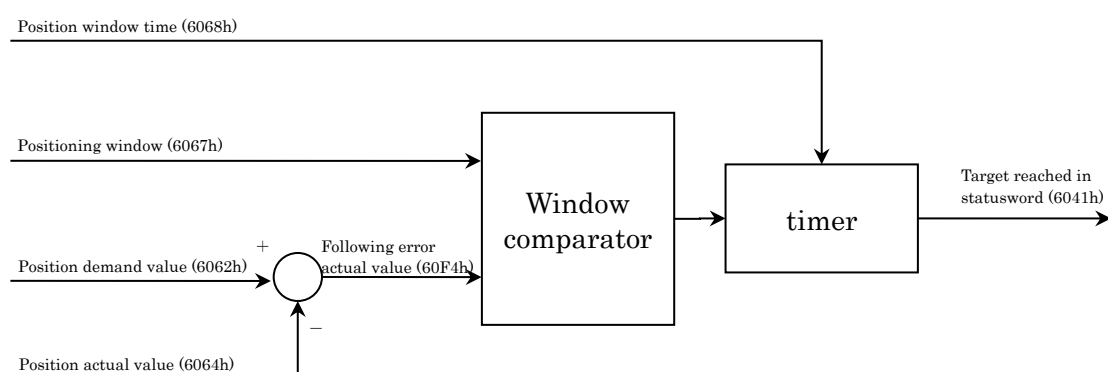 Position window time (6068h)
Positioning window (6067h)
Window
comparator
timer
Target reached in
statusword (6041h)
+
Following error
actual value (60F4h)
Position demand value (6062h)
−
Position actual value (6064h)